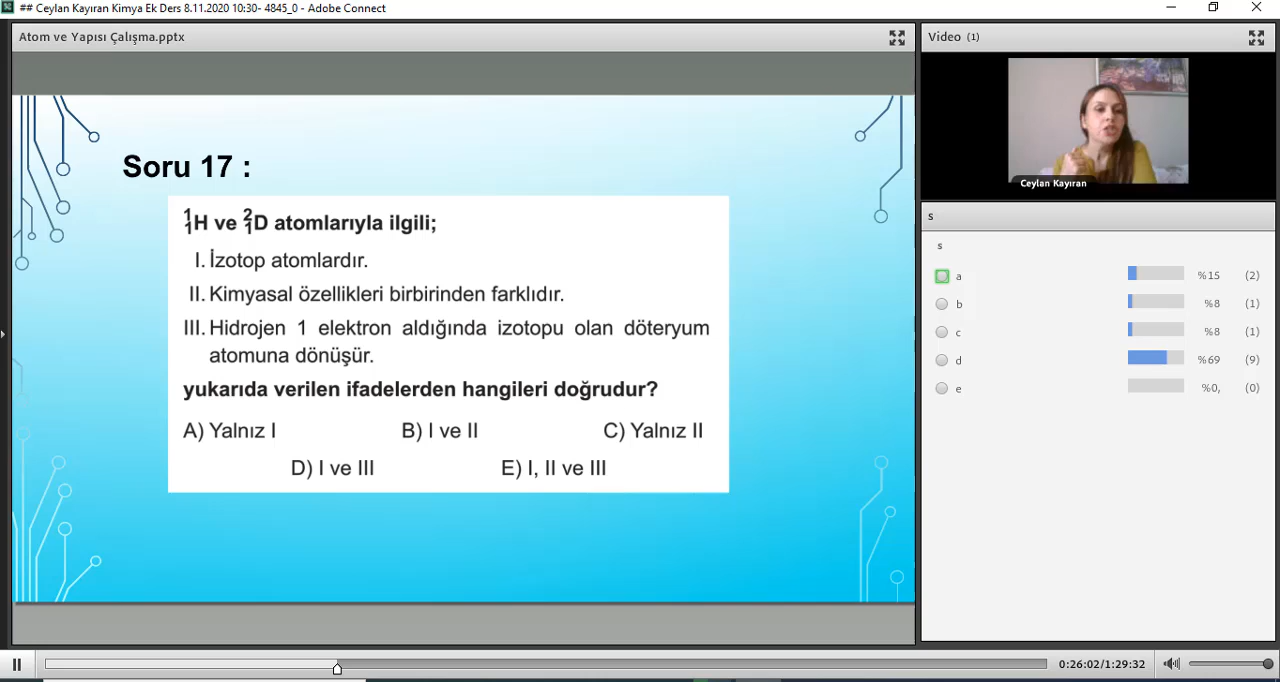 ## Ceylan Kayıran Kimya Ek Ders 8.11.2020 10:30- 4845_0 - Adobe Connect
Atom ve Yapısı Çalışma.pptx
Soru 17 :
¹₁H ve ²₁D atomlarıyla ilgili;
I. İzotop atomlardır.
II. Kimyasal özellikleri birbirinden farklıdır.
III. Hidrojen 1 elektron aldığında izotopu olan döteryum
atomuna dönüşür.
yukarıda verilen ifadelerden hangileri doğrudur?
A) Yalnız I B) I ve II C) Yalnız II
D) I ve III E) I, II ve III
Video (1)
Ceylan Kayıran
s
s
a %15 (2)
b %8 (1)
c %8 (1)
d %69 (9)
e %0, (0)
0:26:02/1:29:32